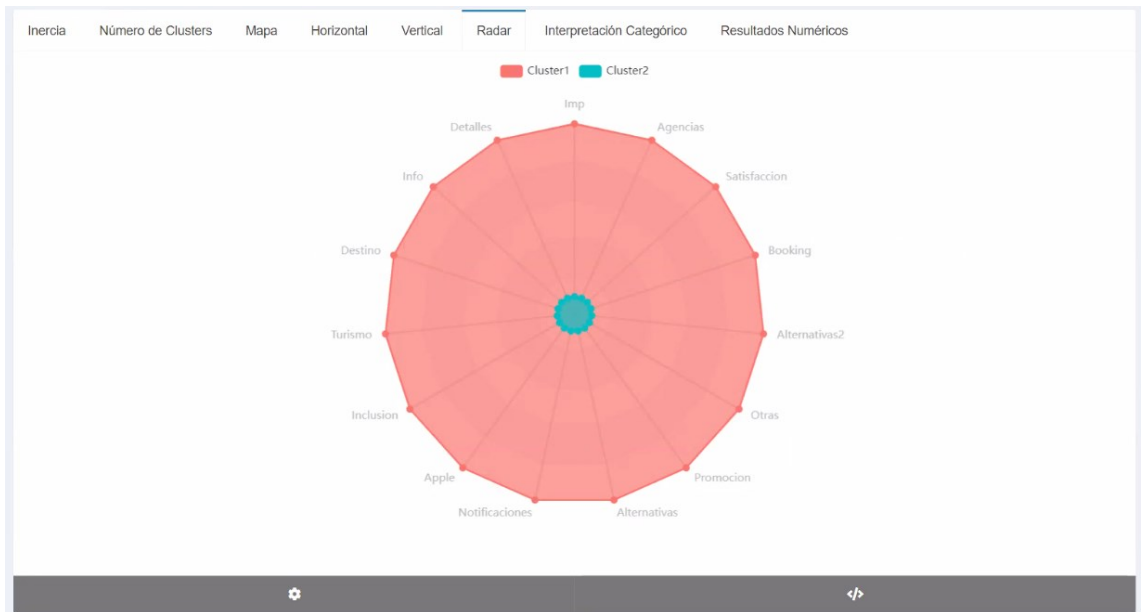 Inercia Número de Clusters Mapa Horizontal Vertical Radar Interpretación Categórico Resultados Numéricos
Cluster1 Cluster2
Imp
Detalles Agencias
Info Satisfaccion
Destino Booking
Turismo Alternativas2
Inclusion Otras
Apple Promocion
Notificaciones Alternativas